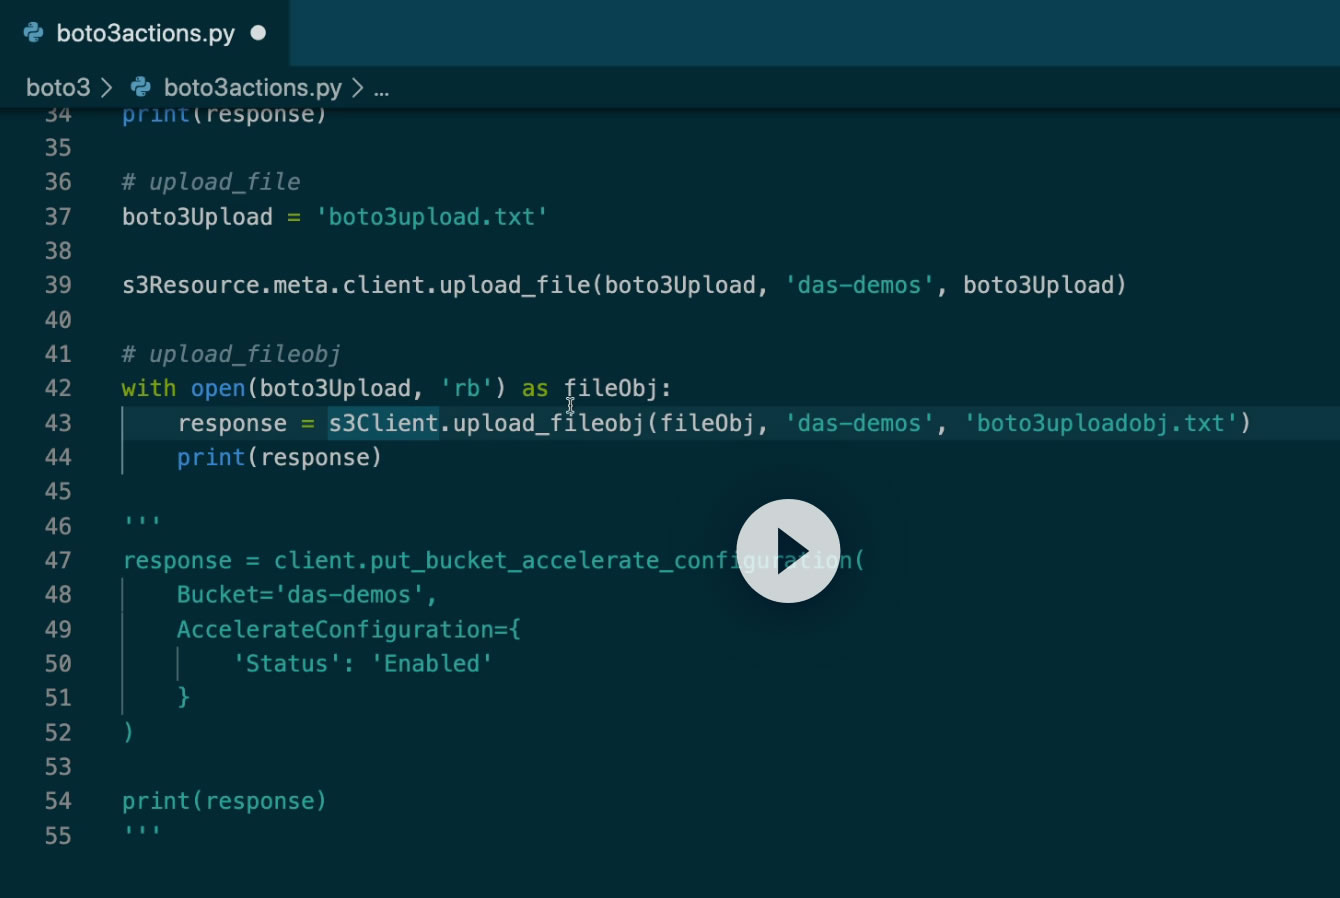 boto3actions.py
boto3 > boto3actions.py > ...
34 print(response)
35
36 # upload_file
37 boto3Upload = 'boto3upload.txt'
38
39 s3Resource.meta.client.upload_file(boto3Upload, 'das-demos', boto3Upload)
40
41 # upload_fileobj
42 with open(boto3Upload, 'rb') as fileObj:
43     response = s3Client.upload_fileobj(fileObj, 'das-demos', 'boto3uploadobj.txt')
44     print(response)
45
46 '''
47 response = client.put_bucket_accelerate_configuration(
48     Bucket='das-demos',
49     AccelerateConfiguration={
50         'Status': 'Enabled'
51     }
52 )
53
54 print(response)
55 '''